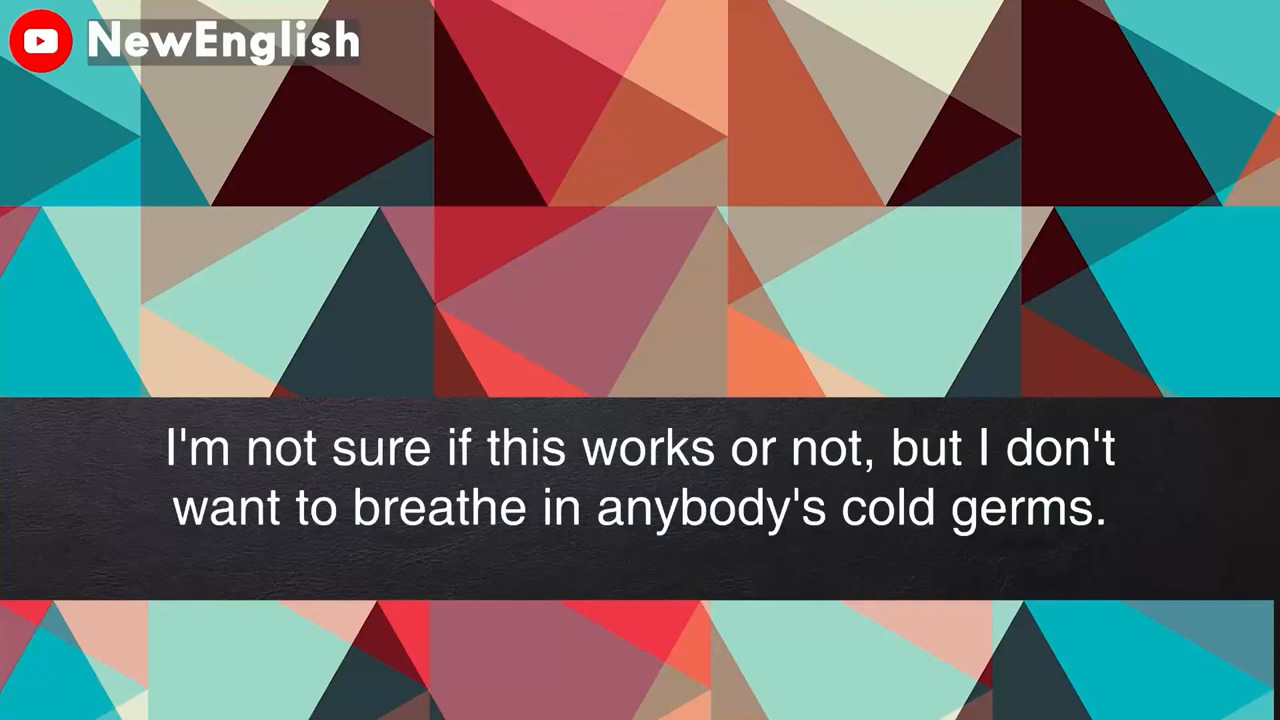 NewEnglish
I'm not sure if this works or not, but I don't
want to breathe in anybody's cold germs.